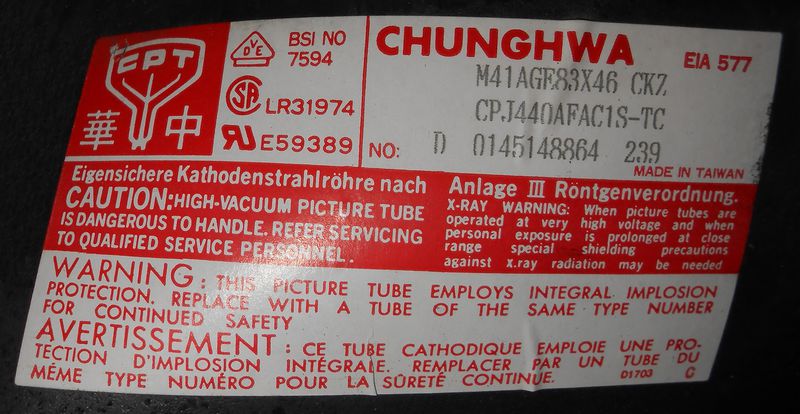 CPT
華中
DVE
BSI NO
7594
SA
LR31974
E59389
CHUNGHWA
EIA 577
M41AGE83X46 CKZ
CPJ440AFAC1S-TC
NO: D 0145148864 239
MADE IN TAIWAN
Eigensichere Kathodenstrahlröhre nach Anlage III Röntgenverordnung.
CAUTION: HIGH-VACUUM PICTURE TUBE
IS DANGEROUS TO HANDLE. REFER SERVICING
TO QUALIFIED SERVICE PERSONNEL.
X-RAY WARNING: When picture tubes are
operated at very high voltage and when
personal exposure is prolonged at close
range special shielding precautions
against X.ray radiation may be needed
WARNING: THIS PICTURE TUBE EMPLOYS INTEGRAL IMPLOSION
PROTECTION. REPLACE WITH A TUBE OF THE SAME TYPE NUMBER
FOR CONTINUED SAFETY
AVERTISSEMENT: CE TUBE CATHODIQUE EMPLOIE UNE PRO-
TECTION D'IMPLOSION INTÉGRALE. REMPLACER PAR UN TUBE DU
MÉME TYPE NUMÉRO POUR LA SÛRETÉ CONTINUE.
D1703 C